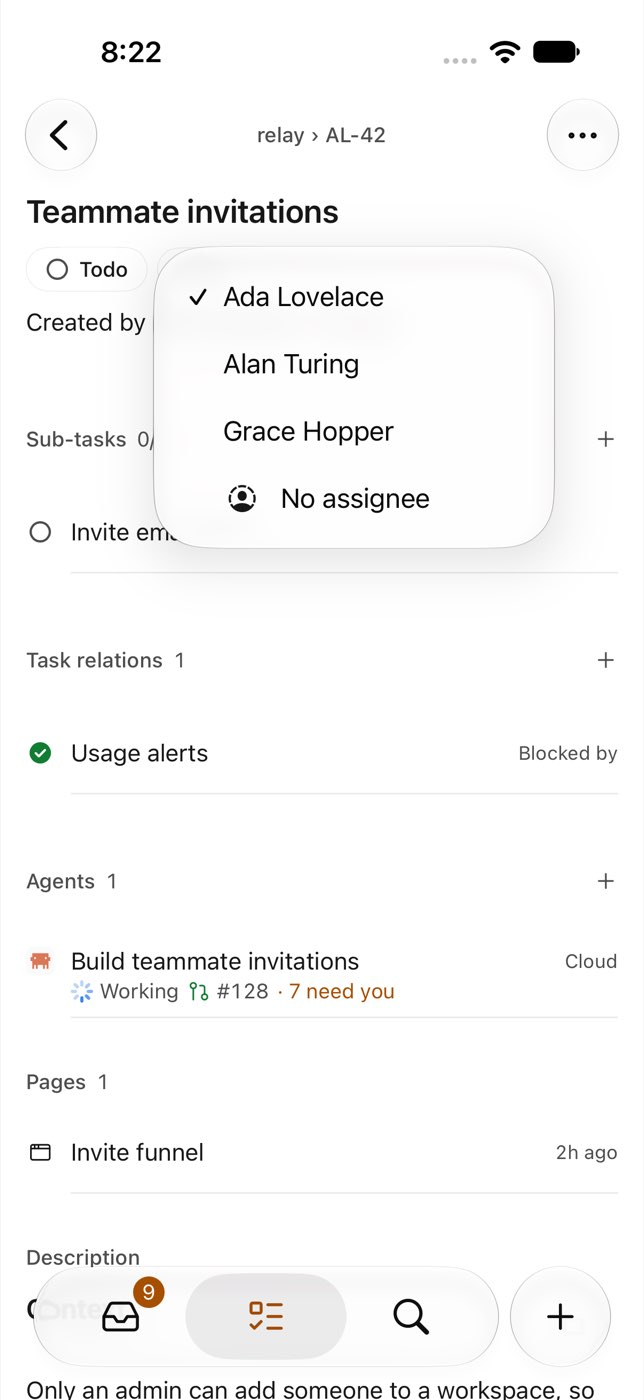 8:22
relay › AL-42
Teammate invitations
Todo
Created by
Ada Lovelace
Alan Turing
Grace Hopper
No assignee
Sub-tasks 0/
Invite
Task relations 1
Usage alerts
Blocked by
Agents 1
Build teammate invitations
Cloud
Working #128 · 7 need you
Pages 1
Invite funnel
2h ago
Description
9
Only an admin can add someone to a workspace, so